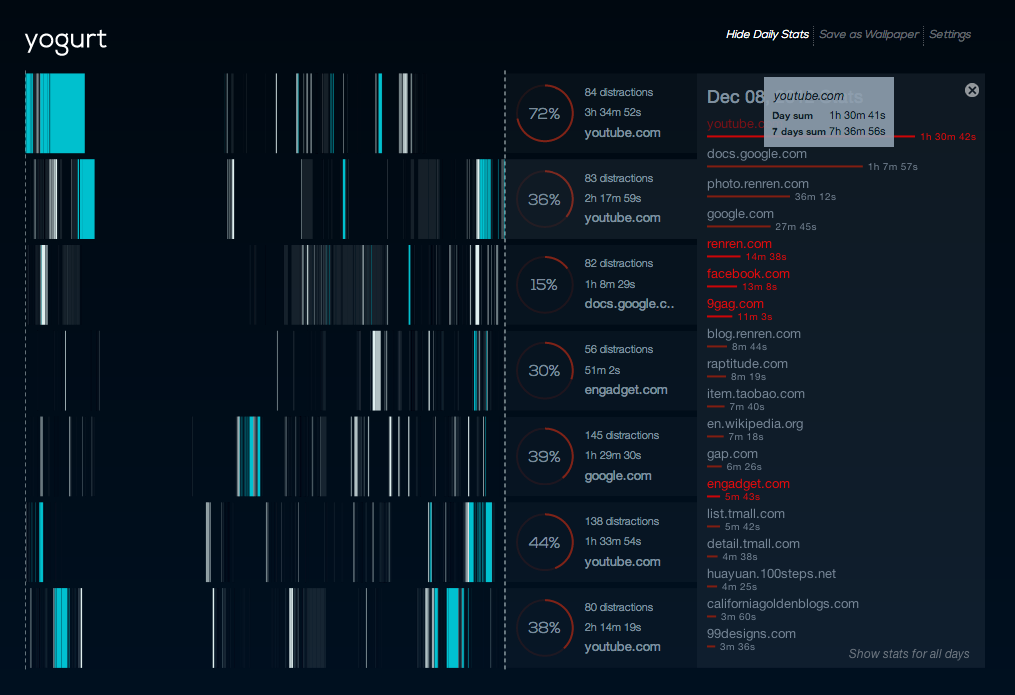 yogurt
Hide Daily Stats
Save as Wallpaper
Settings
72%
84 distractions
3h 34m 52s
youtube.com
36%
83 distractions
2h 17m 59s
youtube.com
15%
82 distractions
1h 8m 29s
docs.google.c..
30%
56 distractions
51m 2s
engadget.com
39%
145 distractions
1h 29m 30s
google.com
44%
138 distractions
1h 33m 54s
youtube.com
38%
80 distractions
2h 14m 19s
youtube.com
Dec 08
youtube.com
Day sum 1h 30m 41s
7 days sum 7h 36m 56s
youtube.c
1h 30m 42s
docs.google.com
1h 7m 57s
photo.renren.com
36m 12s
google.com
27m 45s
renren.com
14m 38s
facebook.com
13m 8s
9gag.com
11m 3s
blog.renren.com
8m 44s
raptitude.com
8m 19s
item.taobao.com
7m 40s
en.wikipedia.org
7m 18s
gap.com
6m 26s
engadget.com
5m 43s
list.tmall.com
5m 42s
detail.tmall.com
4m 38s
huayuan.100steps.net
4m 25s
californiagoldenblogs.com
3m 60s
99designs.com
3m 36s
Show stats for all days